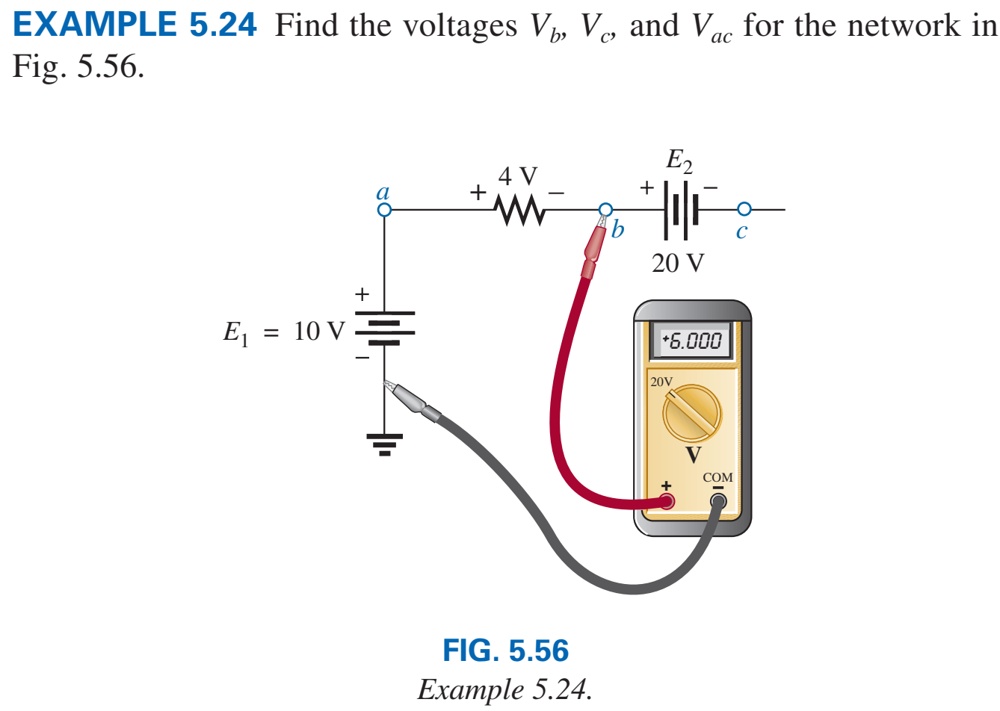 EXAMPLE 5.24 Find the voltages V_b, V_c, and V_ac for the network in
Fig. 5.56.
E_2
4 V
a
+
–
+
–
b
c
20 V
+
E_1 = 10 V
–
+6.000
20V
V
COM
+
–
FIG. 5.56
Example 5.24.